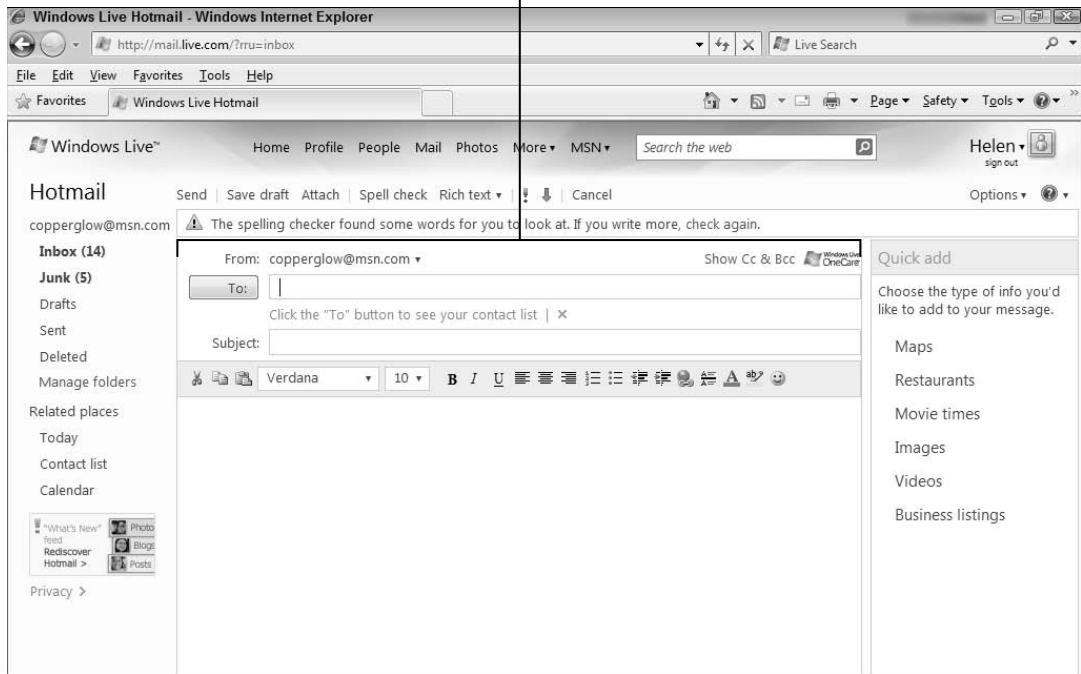 Windows Live Hotmail - Windows Internet Explorer
http://mail.live.com/?rru=inbox
Live Search
File Edit View Favorites Tools Help
Favorites Windows Live Hotmail Page Safety Tools
Windows Live™ Home Profile People Mail Photos More MSN Search the web Helen
sign out
Hotmail Send | Save draft Attach | Spell check Rich text | Cancel Options
copperglow@msn.com
The spelling checker found some words for you to look at. If you write more, check again.
Inbox (14)
Junk (5)
Drafts
Sent
Deleted
Manage folders
Related places
Today
Contact list
Calendar
"What's New"
feed
Rediscover
Hotmail >
Photo
Blogs
Posts
Privacy >
From: copperglow@msn.com Show Cc & Bcc Windows Live
OneCare
To:
Click the "To" button to see your contact list | ×
Subject:
Verdana 10 B I U A
Quick add
Choose the type of info you'd
like to add to your message.
Maps
Restaurants
Movie times
Images
Videos
Business listings